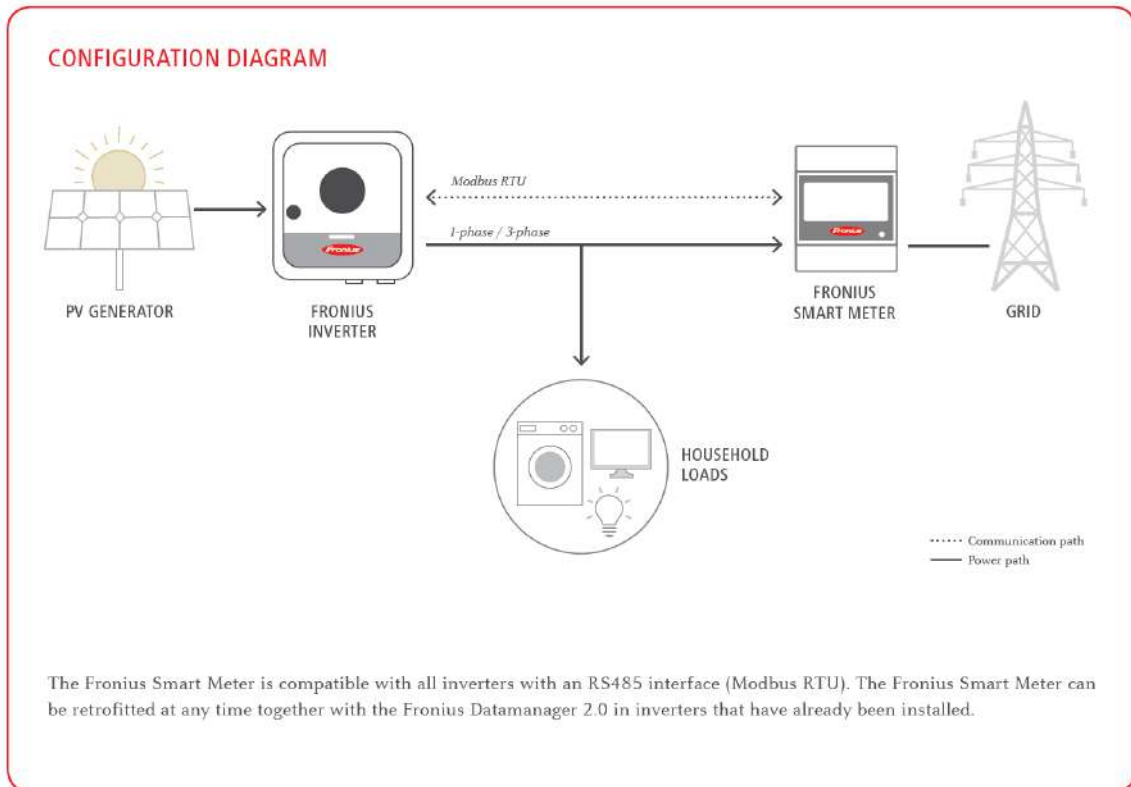 CONFIGURATION DIAGRAM
Modbus RTU
1-phase / 3-phase
Fronius
Fronius
PV GENERATOR
FRONIUS
INVERTER
FRONIUS
SMART METER
GRID
HOUSEHOLD
LOADS
Communication path
Power path
The Fronius Smart Meter is compatible with all inverters with an RS485 interface (Modbus RTU). The Fronius Smart Meter can
be retrofitted at any time together with the Fronius Datamanager 2.0 in inverters that have already been installed.